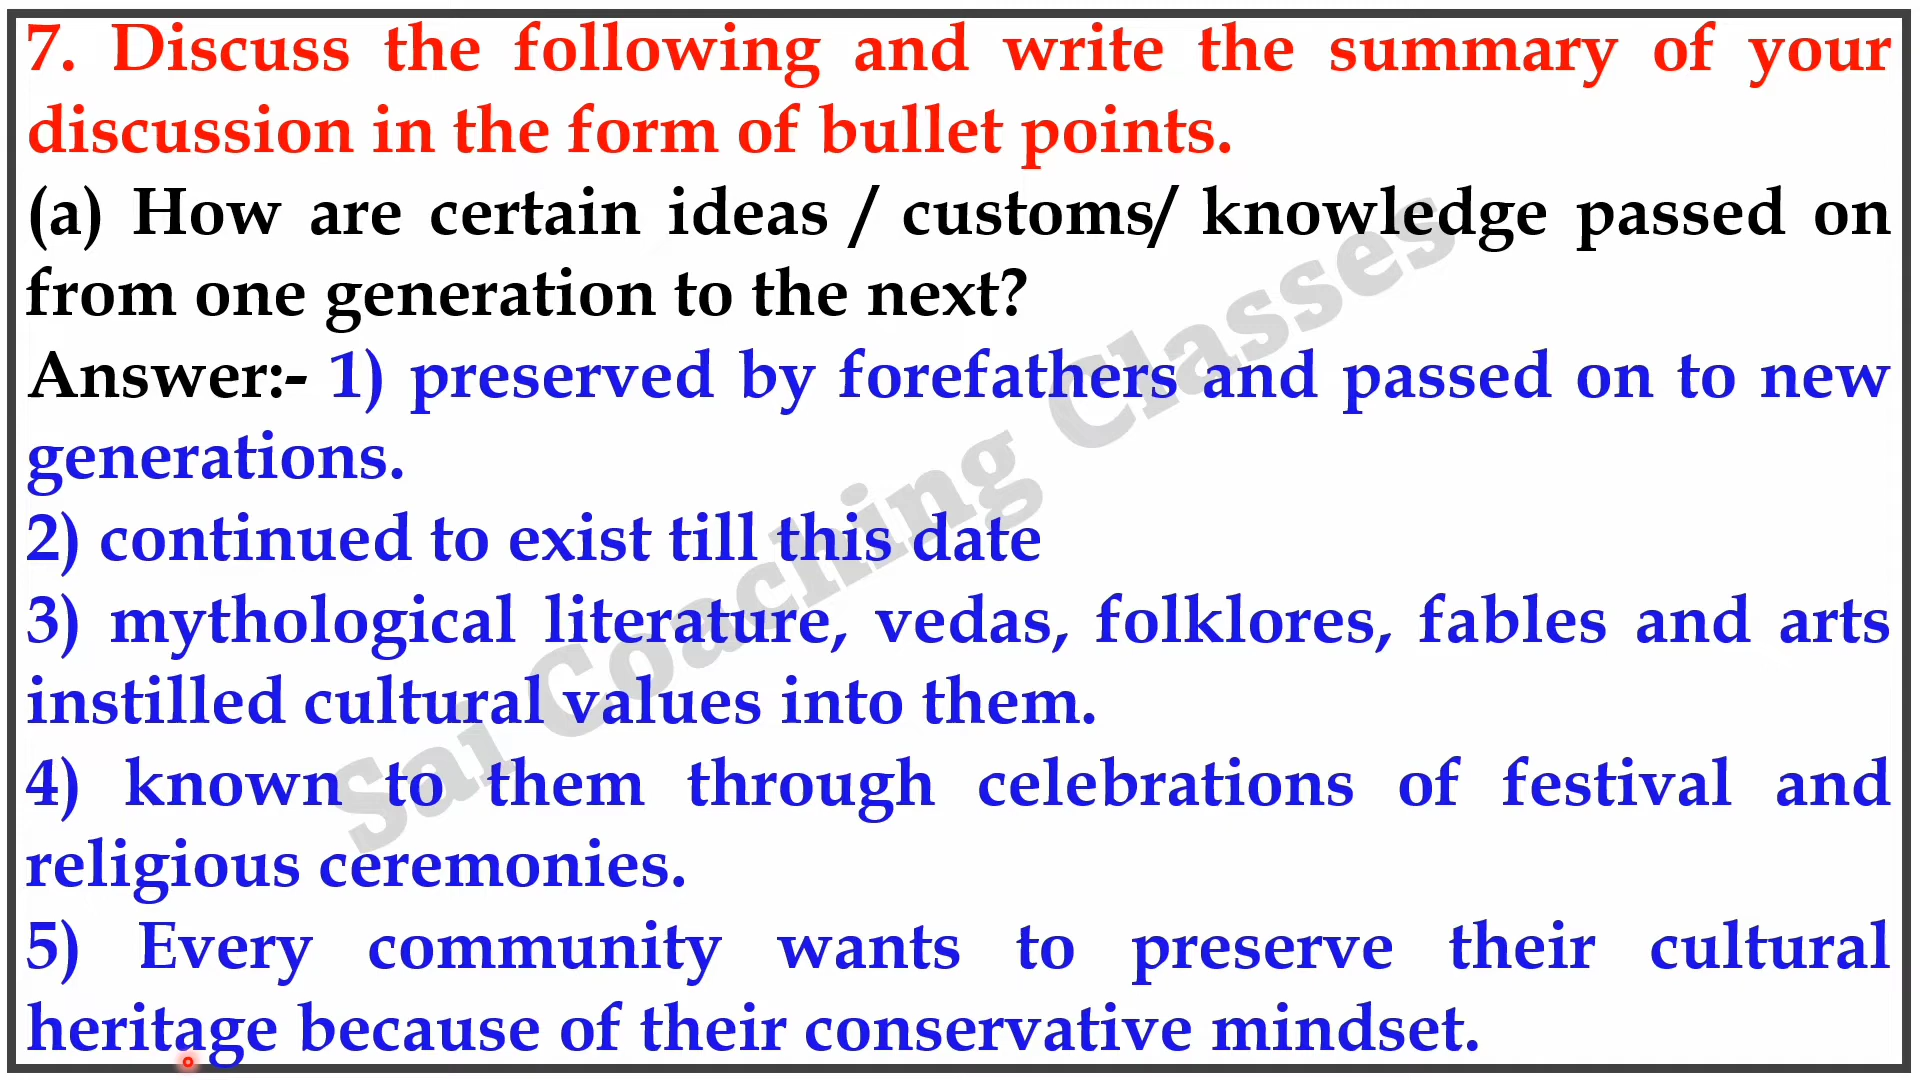 7. Discuss the following and write the summary of your
discussion in the form of bullet points.
(a) How are certain ideas / customs/ knowledge passed on
from one generation to the next?
Answer:- 1) preserved by forefathers and passed on to new
generations.
2) continued to exist till this date
3) mythological literature, vedas, folklores, fables and arts
instilled cultural values into them.
4) known to them through celebrations of festival and
religious ceremonies.
5) Every community wants to preserve their cultural
heritage because of their conservative mindset.
Sai Coaching Classes